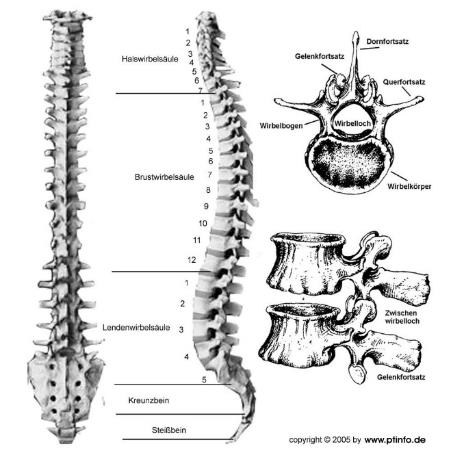 Halswirbelsäule
1
2
3
4
5
6
7
Brustwirbelsäule
1
2
3
4
5
6
7
8
9
10
11
12
Lendenwirbelsäule
1
2
3
4
5
Kreunzbein
Steißbein
Dornfortsatz
Gelenkfortsatz
Querfortsatz
Wirbelloch
Wirbelbogen
Wirbelkörper
Zwischen
wirbelloch
Gelenkfortsatz
copyright © 2005 by www.ptinfo.de